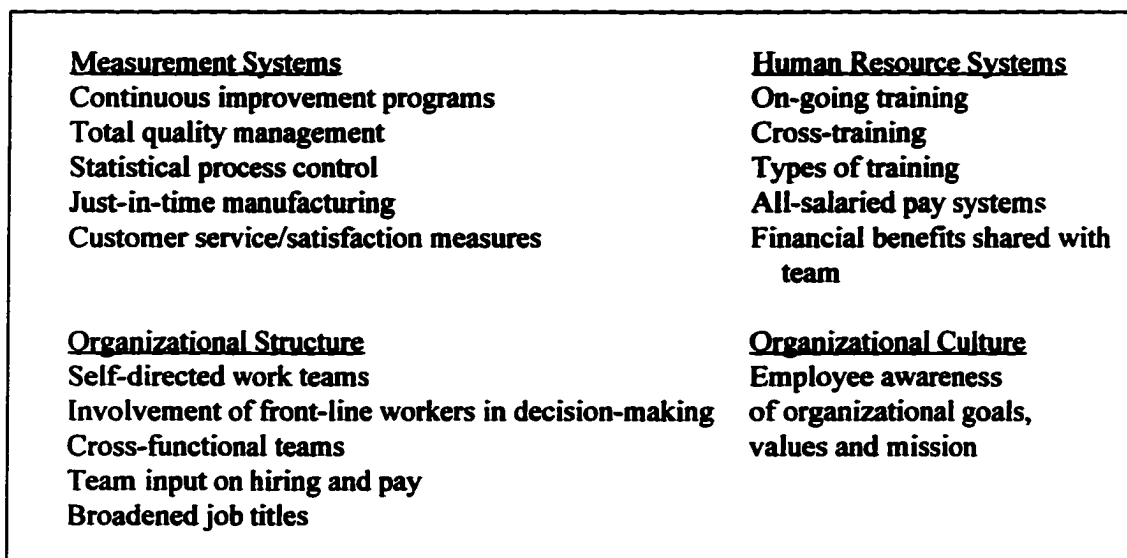 Measurement Systems
Continuous improvement programs
Total quality management
Statistical process control
Just-in-time manufacturing
Customer service/satisfaction measures
Human Resource Systems
On-going training
Cross-training
Types of training
All-salaried pay systems
Financial benefits shared with
team
Organizational Structure
Self-directed work teams
Involvement of front-line workers in decision-making
Cross-functional teams
Team input on hiring and pay
Broadened job titles
Organizational Culture
Employee awareness
of organizational goals,
values and mission